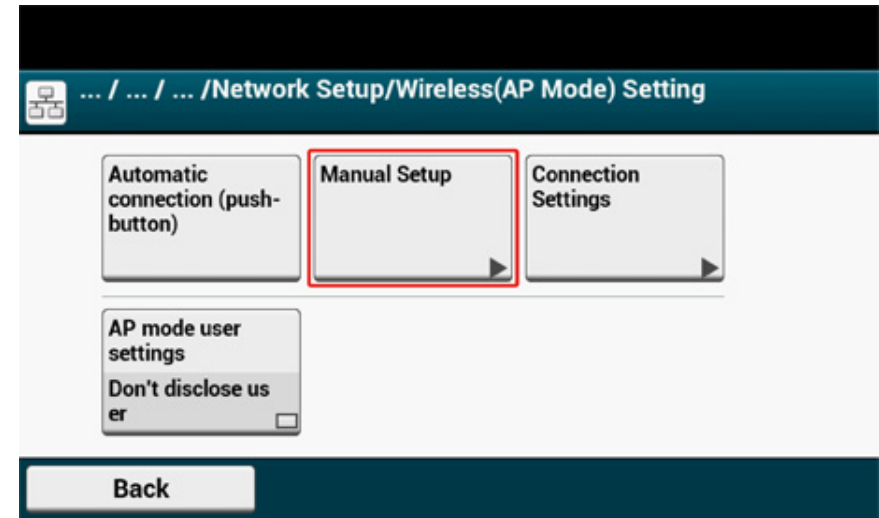 ... / ... / ... /Network Setup/Wireless(AP Mode) Setting
Automatic
connection (push-
button)
Manual Setup
Connection
Settings
AP mode user
settings
Don't disclose us
er
Back